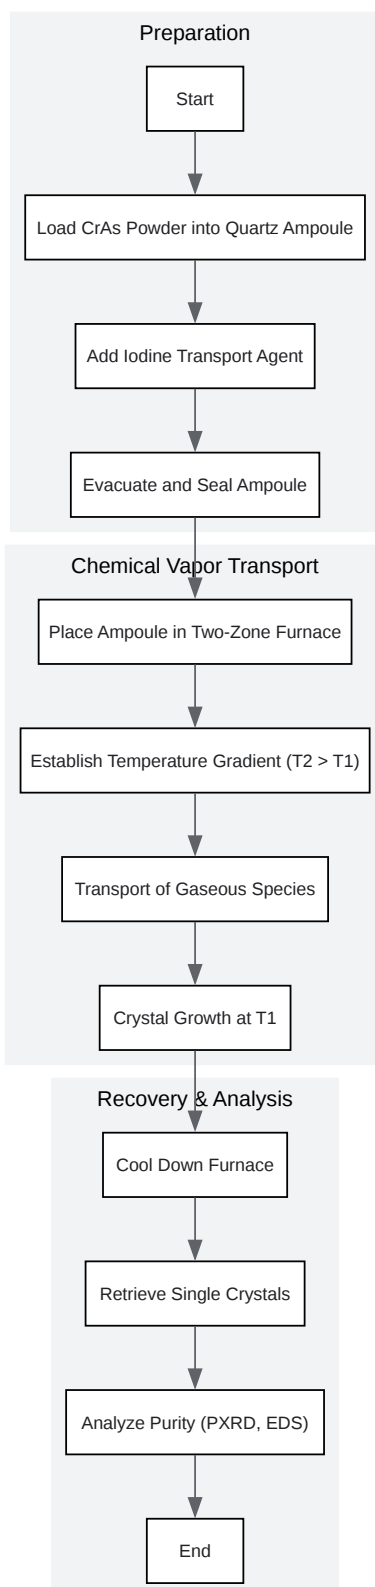 Preparation
Start
Load CrAs Powder into Quartz Ampoule
Add Iodine Transport Agent
Evacuate and Seal Ampoule
Chemical Vapor Transport
Place Ampoule in Two-Zone Furnace
Establish Temperature Gradient (T2 > T1)
Transport of Gaseous Species
Crystal Growth at T1
Recovery & Analysis
Cool Down Furnace
Retrieve Single Crystals
Analyze Purity (PXRD, EDS)
End